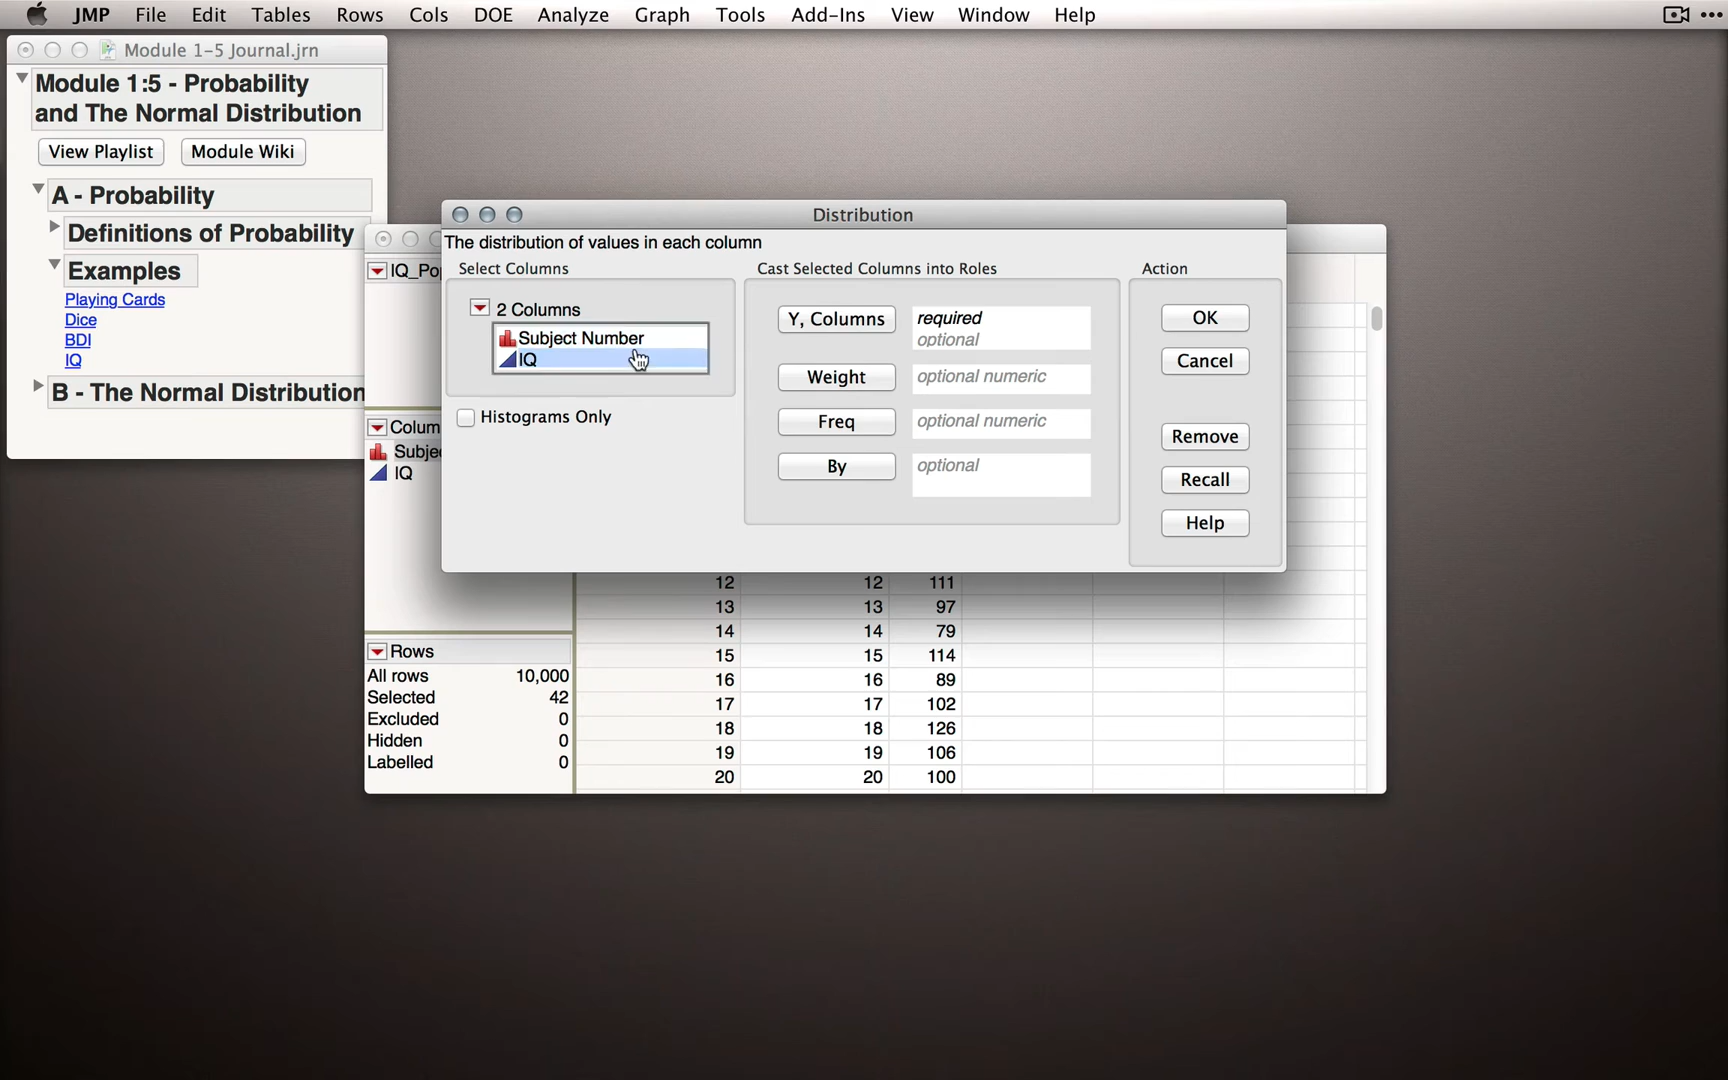 JMP File Edit Tables Rows Cols DOE Analyze Graph Tools Add-Ins View Window Help
Module 1-5 Journal.jrn
Module 1:5 - Probability
and The Normal Distribution
View Playlist Module Wiki
A - Probability
Definitions of Probability
Examples
Playing Cards
Dice
BDI
IQ
B - The Normal Distribution
Distribution
The distribution of values in each column
Select Columns
2 Columns
Subject Number
IQ
Histograms Only
Cast Selected Columns into Roles
Y, Columns required
optional
Weight optional numeric
Freq optional numeric
By optional
Action
OK
Cancel
Remove
Recall
Help
IQ_Po
Colum
Subje
IQ
Rows
All rows 10,000
Selected 42
Excluded 0
Hidden 0
Labelled 0
12 12 111
13 13 97
14 14 79
15 15 114
16 16 89
17 17 102
18 18 126
19 19 106
20 20 100